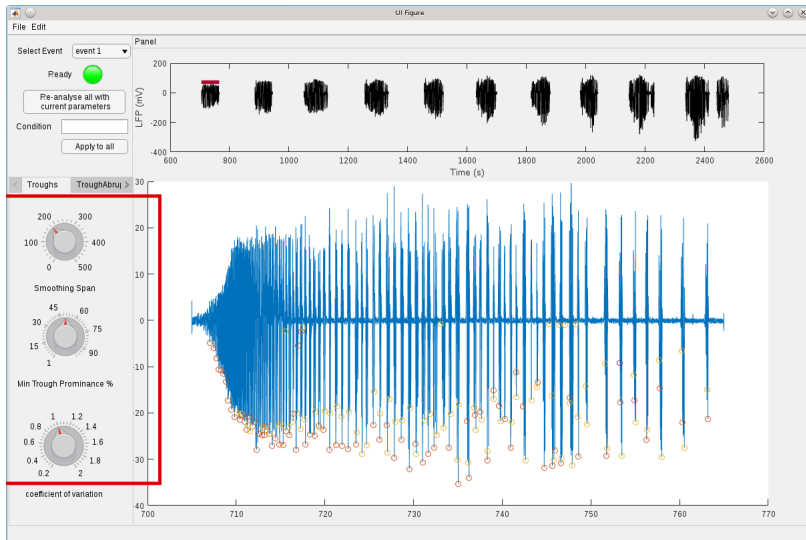 UI Figure
File Edit
Select Event event 1
Ready
Re-analyse all with
current parameters
Condition
Apply to all
Troughs TroughAbrup
200 300
100 400
0 500
Smoothing Span
45 60
30 75
15 90
1
Min Trough Prominance %
1 1.2
0.8 1.4
0.6 1.6
0.4 1.8
0.2 2
coefficient of variation
Panel
200
0
-200
-400
LFP (mV)
600 800 1000 1200 1400 1600 1800 2000 2200 2400 2600
Time (s)
30
20
10
0
-10
-20
-30
-40
700 710 720 730 740 750 760 770